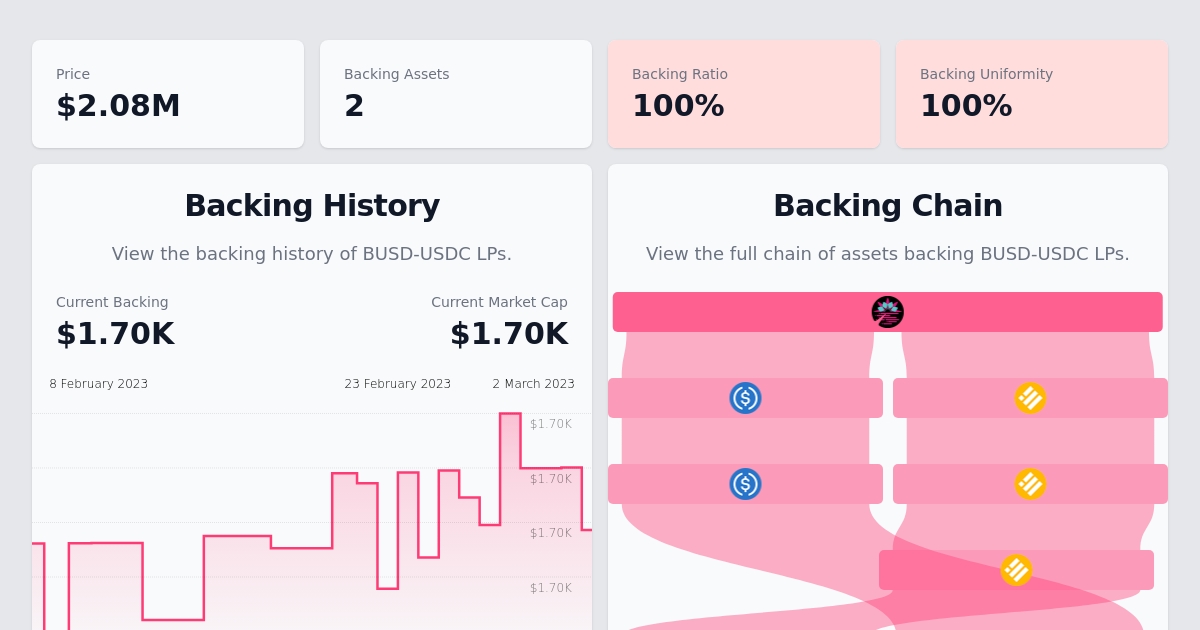 Price
$2.08M
Backing Assets
2
Backing Ratio
100%
Backing Uniformity
100%
Backing History
View the backing history of BUSD-USDC LPs.
Current Backing
$1.70K
Current Market Cap
$1.70K
8 February 2023
23 February 2023
2 March 2023
$1.70K
$1.70K
$1.70K
$1.70K
Backing Chain
View the full chain of assets backing BUSD-USDC LPs.